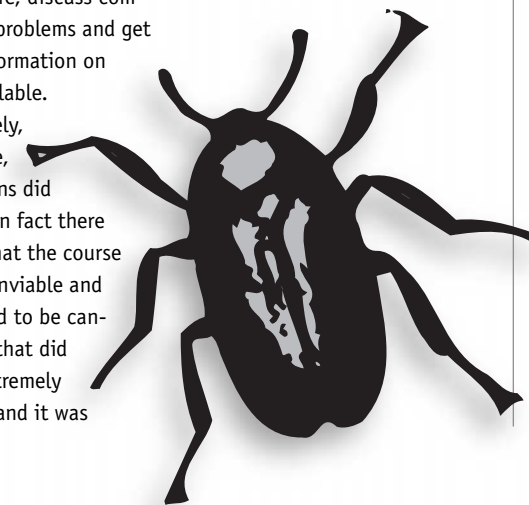 problems and get
ormation on
lable.
ely,
e,
ns did
n fact there
at the course
nviable and
d to be can-
that did
tremely
and it was